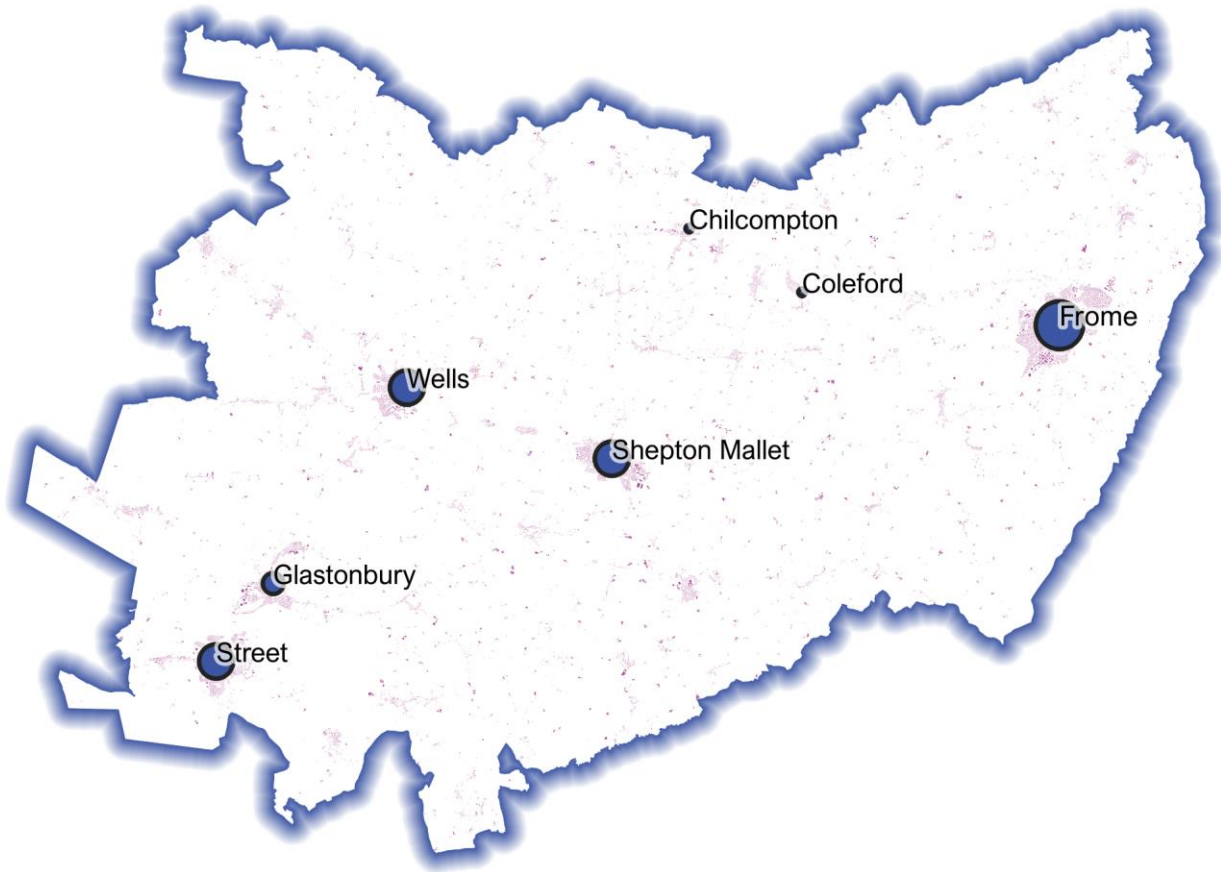 Chilcompton
Coleford
Frome
Wells
Shepton Mallet
Glastonbury
Street